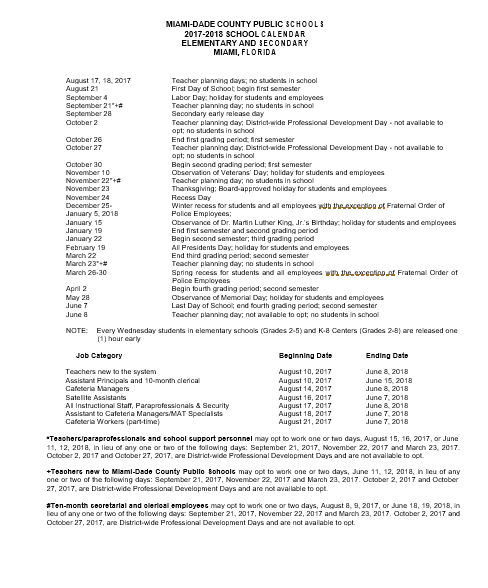 MIAMI-DADE COUNTY PUBLIC SCHOOLS
2017-2018 SCHOOL CALENDAR
ELEMENTARY AND SECONDARY
MIAMI, FLORIDA
August 17, 18, 2017 Teacher planning days; no students in school
August 21 First Day of School; begin first semester
September 4 Labor Day; holiday for students and employees
September 21*+# Teacher planning day; no students in school
September 28 Secondary early release day
October 2 Teacher planning day; District-wide Professional Development Day - not available to
opt; no students in school
October 26 End first grading period; first semester
October 27 Teacher planning day; District-wide Professional Development Day - not available to
opt; no students in school
October 30 Begin second grading period; first semester
November 10 Observation of Veterans' Day; holiday for students and employees
November 22*+# Teacher planning day; no students in school
November 23 Thanksgiving; Board-approved holiday for students and employees
November 24 Recess Day
December 25- Winter recess for students and all employees with the exception of Fraternal Order of
January 5, 2018 Police Employees;
January 15 Observance of Dr. Martin Luther King, Jr.'s Birthday; holiday for students and employees
January 19 End first semester and second grading period
January 22 Begin second semester; third grading period
February 19 All Presidents Day; holiday for students and employees
March 22 End third grading period; second semester
March 23*+# Teacher planning day; no students in school
March 26-30 Spring recess for students and all employees with the exception of Fraternal Order of
Police Employees
April 2 Begin fourth grading period; second semester
May 28 Observance of Memorial Day; holiday for students and employees
June 7 Last Day of School; end fourth grading period; second semester
June 8 Teacher planning day; not available to opt; no students in school
NOTE: Every Wednesday students in elementary schools (Grades 2-5) and K-8 Centers (Grades 2-8) are released one
(1) hour early
Job Category Beginning Date Ending Date
Teachers new to the system August 10, 2017 June 8, 2018
Assistant Principals and 10-month clerical August 10, 2017 June 15, 2018
Cafeteria Managers August 14, 2017 June 8, 2018
Satellite Assistants August 16, 2017 June 7, 2018
All Instructional Staff, Paraprofessionals & Security August 17, 2017 June 8, 2018
Assistant to Cafeteria Managers/MAT Specialists August 18, 2017 June 7, 2018
Cafeteria Workers (part-time) August 21, 2017 June 7, 2018
*Teachers/paraprofessionals and school support personnel may opt to work one or two days, August 15, 16, 2017, or June
11, 12, 2018, in lieu of any one or two of the following days: September 21, 2017, November 22, 2017 and March 23, 2017.
October 2, 2017 and October 27, 2017, are District-wide Professional Development Days and are not available to opt.
+Teachers new to Miami-Dade County Public Schools may opt to work one or two days, June 11, 12, 2018, in lieu of any
one or two of the following days: September 21, 2017, November 22, 2017 and March 23, 2017. October 2, 2017 and October
27, 2017, are District-wide Professional Development Days and are not available to opt.
#Ten-month secretarial and clerical employees may opt to work one or two days, August 8, 9, 2017, or June 18, 19, 2018, in
lieu of any one or two of the following days: September 21, 2017, November 22, 2017 and March 23, 2017. October 2, 2017 and
October 27, 2017, are District-wide Professional Development Days and are not available to opt.